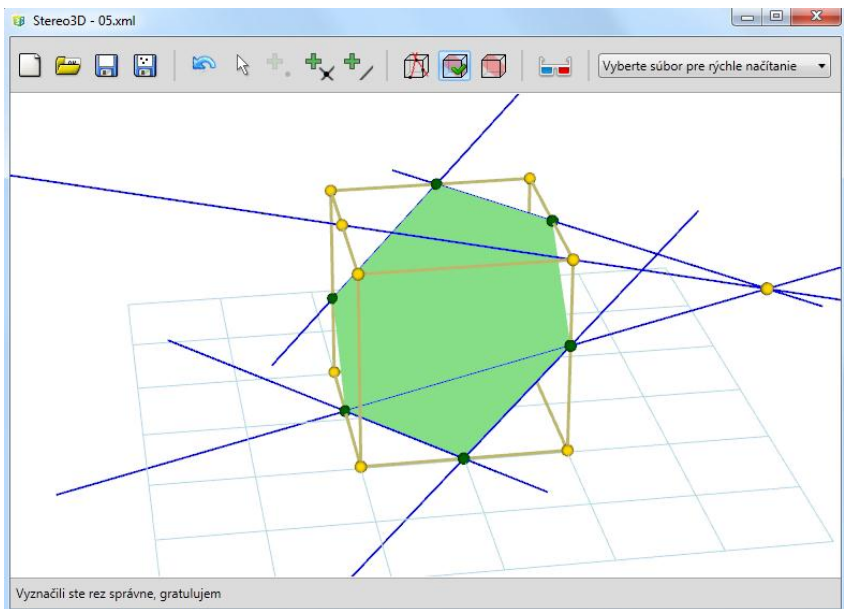 Stereo3D - 05.xml
Vyberte súbor pre rýchle načítanie
Vyznačili ste rez správne, gratulujem